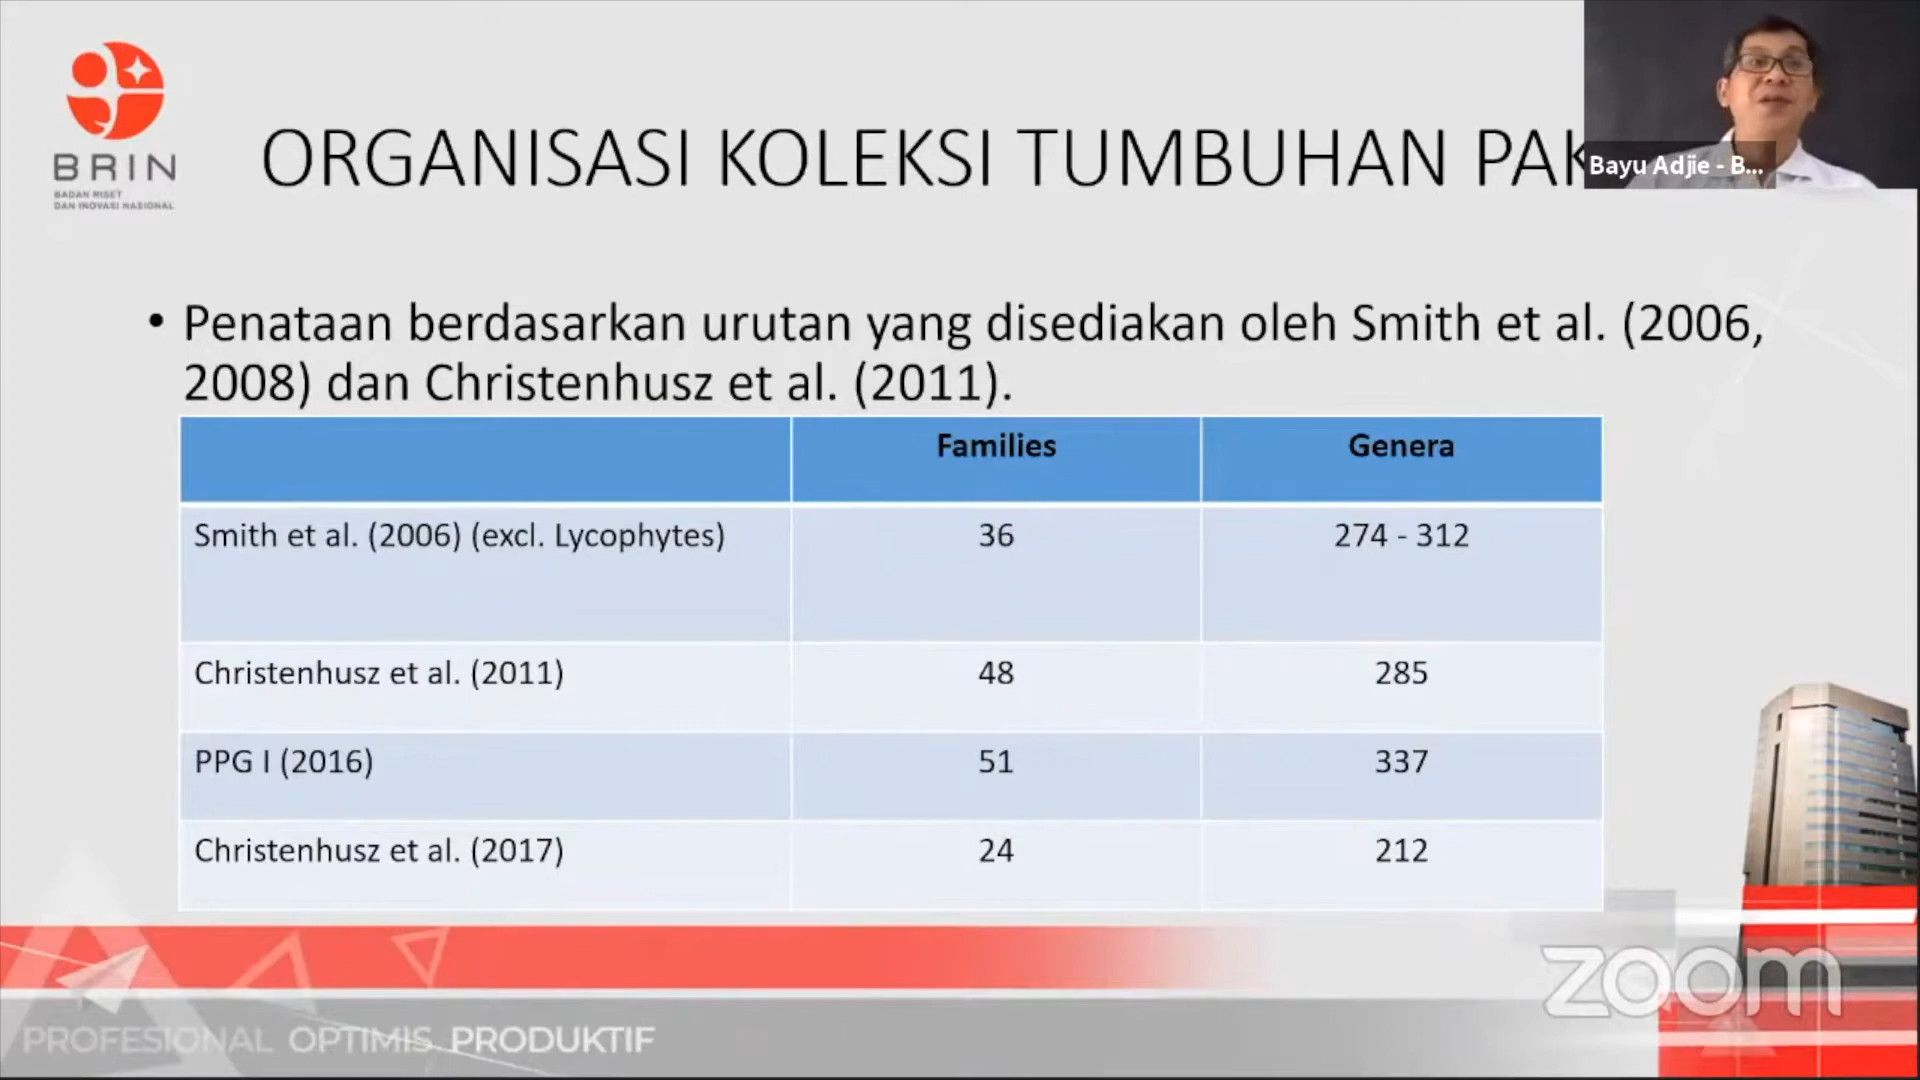 BRIN
BADAN RISET
DAN INOVASI NASIONAL
ORGANISASI KOLEKSI TUMBUHAN PAK
Bayu Adjie - B...
• Penataan berdasarkan urutan yang disediakan oleh Smith et al. (2006,
2008) dan Christenhusz et al. (2011).
Families Genera
Smith et al. (2006) (excl. Lycophytes) 36 274 - 312
Christenhusz et al. (2011) 48 285
PPG I (2016) 51 337
Christenhusz et al. (2017) 24 212
zoom
PROFESIONAL OPTIMIS PRODUKTIF